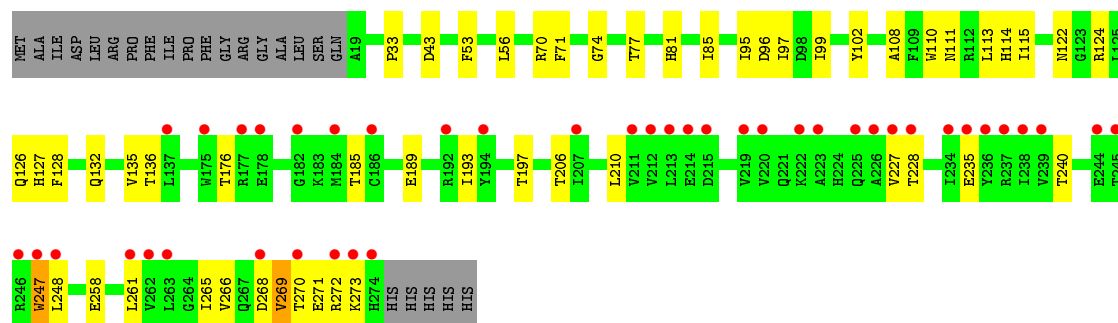 MET ALA ILE ASP LEU ARG PRO PHE ILE PRO PHE GLY ARG GLY ALA LEU SER GLN A19 P33 D43 F53 L56 R70 F71 G74 T77 H81 I85 I95 D96 I97 D98 I99 Y102 A108 F109 W110 N111 R112 L113 H114 I115 N122 G123 R124 L125
Q126 H127 F128 Q132 V135 T136 L137 W175 T176 R177 E178 G182 K183 M184 T185 C186 E189 R192 I193 Y194 T197 T206 I207 L210 V211 V212 L213 E214 D215 V219 V220 Q221 K222 A223 H224 Q225 A226 V227 T228 I234 E235 Y236 R237 I238 V239 T240 E244 T245
R246 W247 L248 E258 L261 V262 L263 G264 I265 V266 Q267 D268 V269 T270 E271 R272 K273 H274 HIS HIS HIS HIS HIS